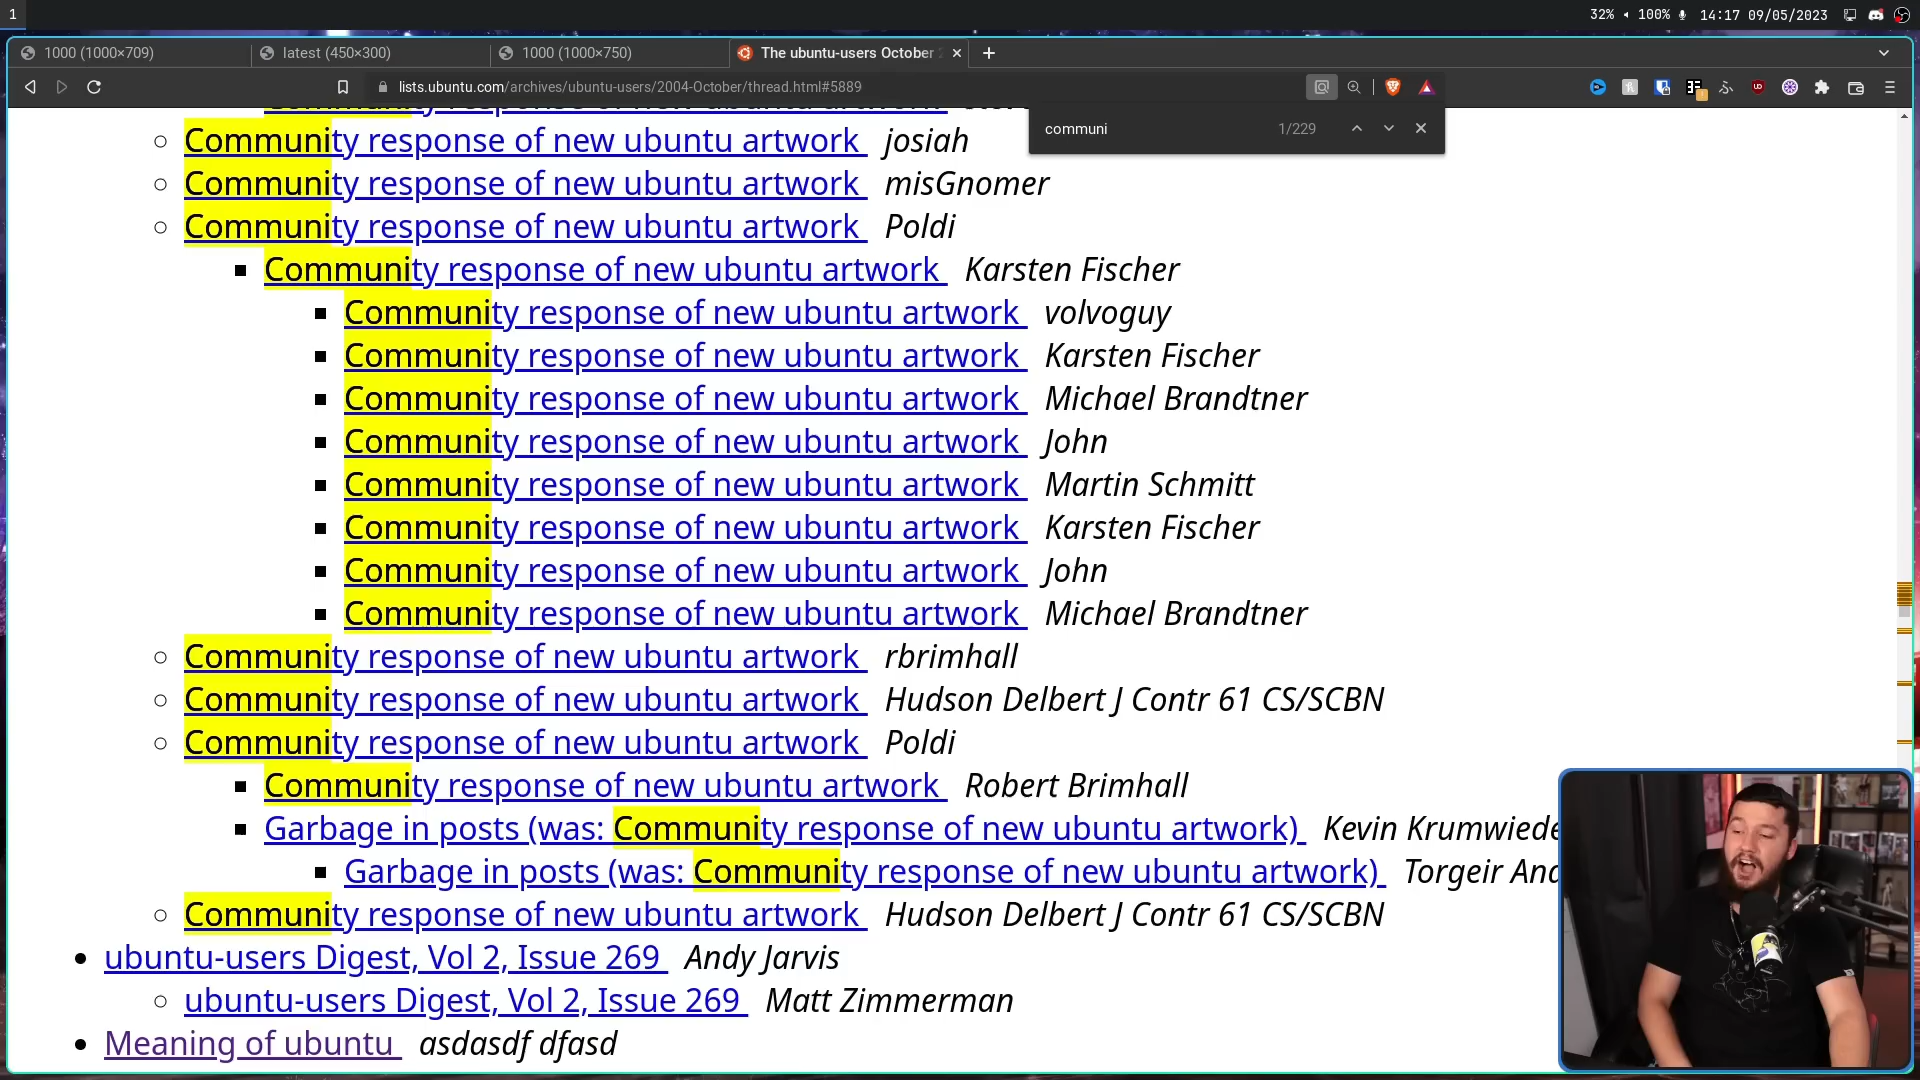 1
32% 100% 14:17 09/05/2023
1000 (1000×709)
latest (450×300)
1000 (1000×750)
The ubuntu-users October
lists.ubuntu.com/archives/ubuntu-users/2004-October/thread.html#5889
communi 1/229
Community response of new ubuntu artwork josiah
Community response of new ubuntu artwork misGnomer
Community response of new ubuntu artwork Poldi
Community response of new ubuntu artwork Karsten Fischer
Community response of new ubuntu artwork volvoguy
Community response of new ubuntu artwork Karsten Fischer
Community response of new ubuntu artwork Michael Brandtner
Community response of new ubuntu artwork John
Community response of new ubuntu artwork Martin Schmitt
Community response of new ubuntu artwork Karsten Fischer
Community response of new ubuntu artwork John
Community response of new ubuntu artwork Michael Brandtner
Community response of new ubuntu artwork rbrimhall
Community response of new ubuntu artwork Hudson Delbert J Contr 61 CS/SCBN
Community response of new ubuntu artwork Poldi
Community response of new ubuntu artwork Robert Brimhall
Garbage in posts (was: Community response of new ubuntu artwork) Kevin Krumwiede
Garbage in posts (was: Community response of new ubuntu artwork) Torgeir
Community response of new ubuntu artwork Hudson Delbert J Contr 61 CS/SCBN
ubuntu-users Digest, Vol 2, Issue 269 Andy Jarvis
ubuntu-users Digest, Vol 2, Issue 269 Matt Zimmerman
Meaning of ubuntu asdasdf dfasd